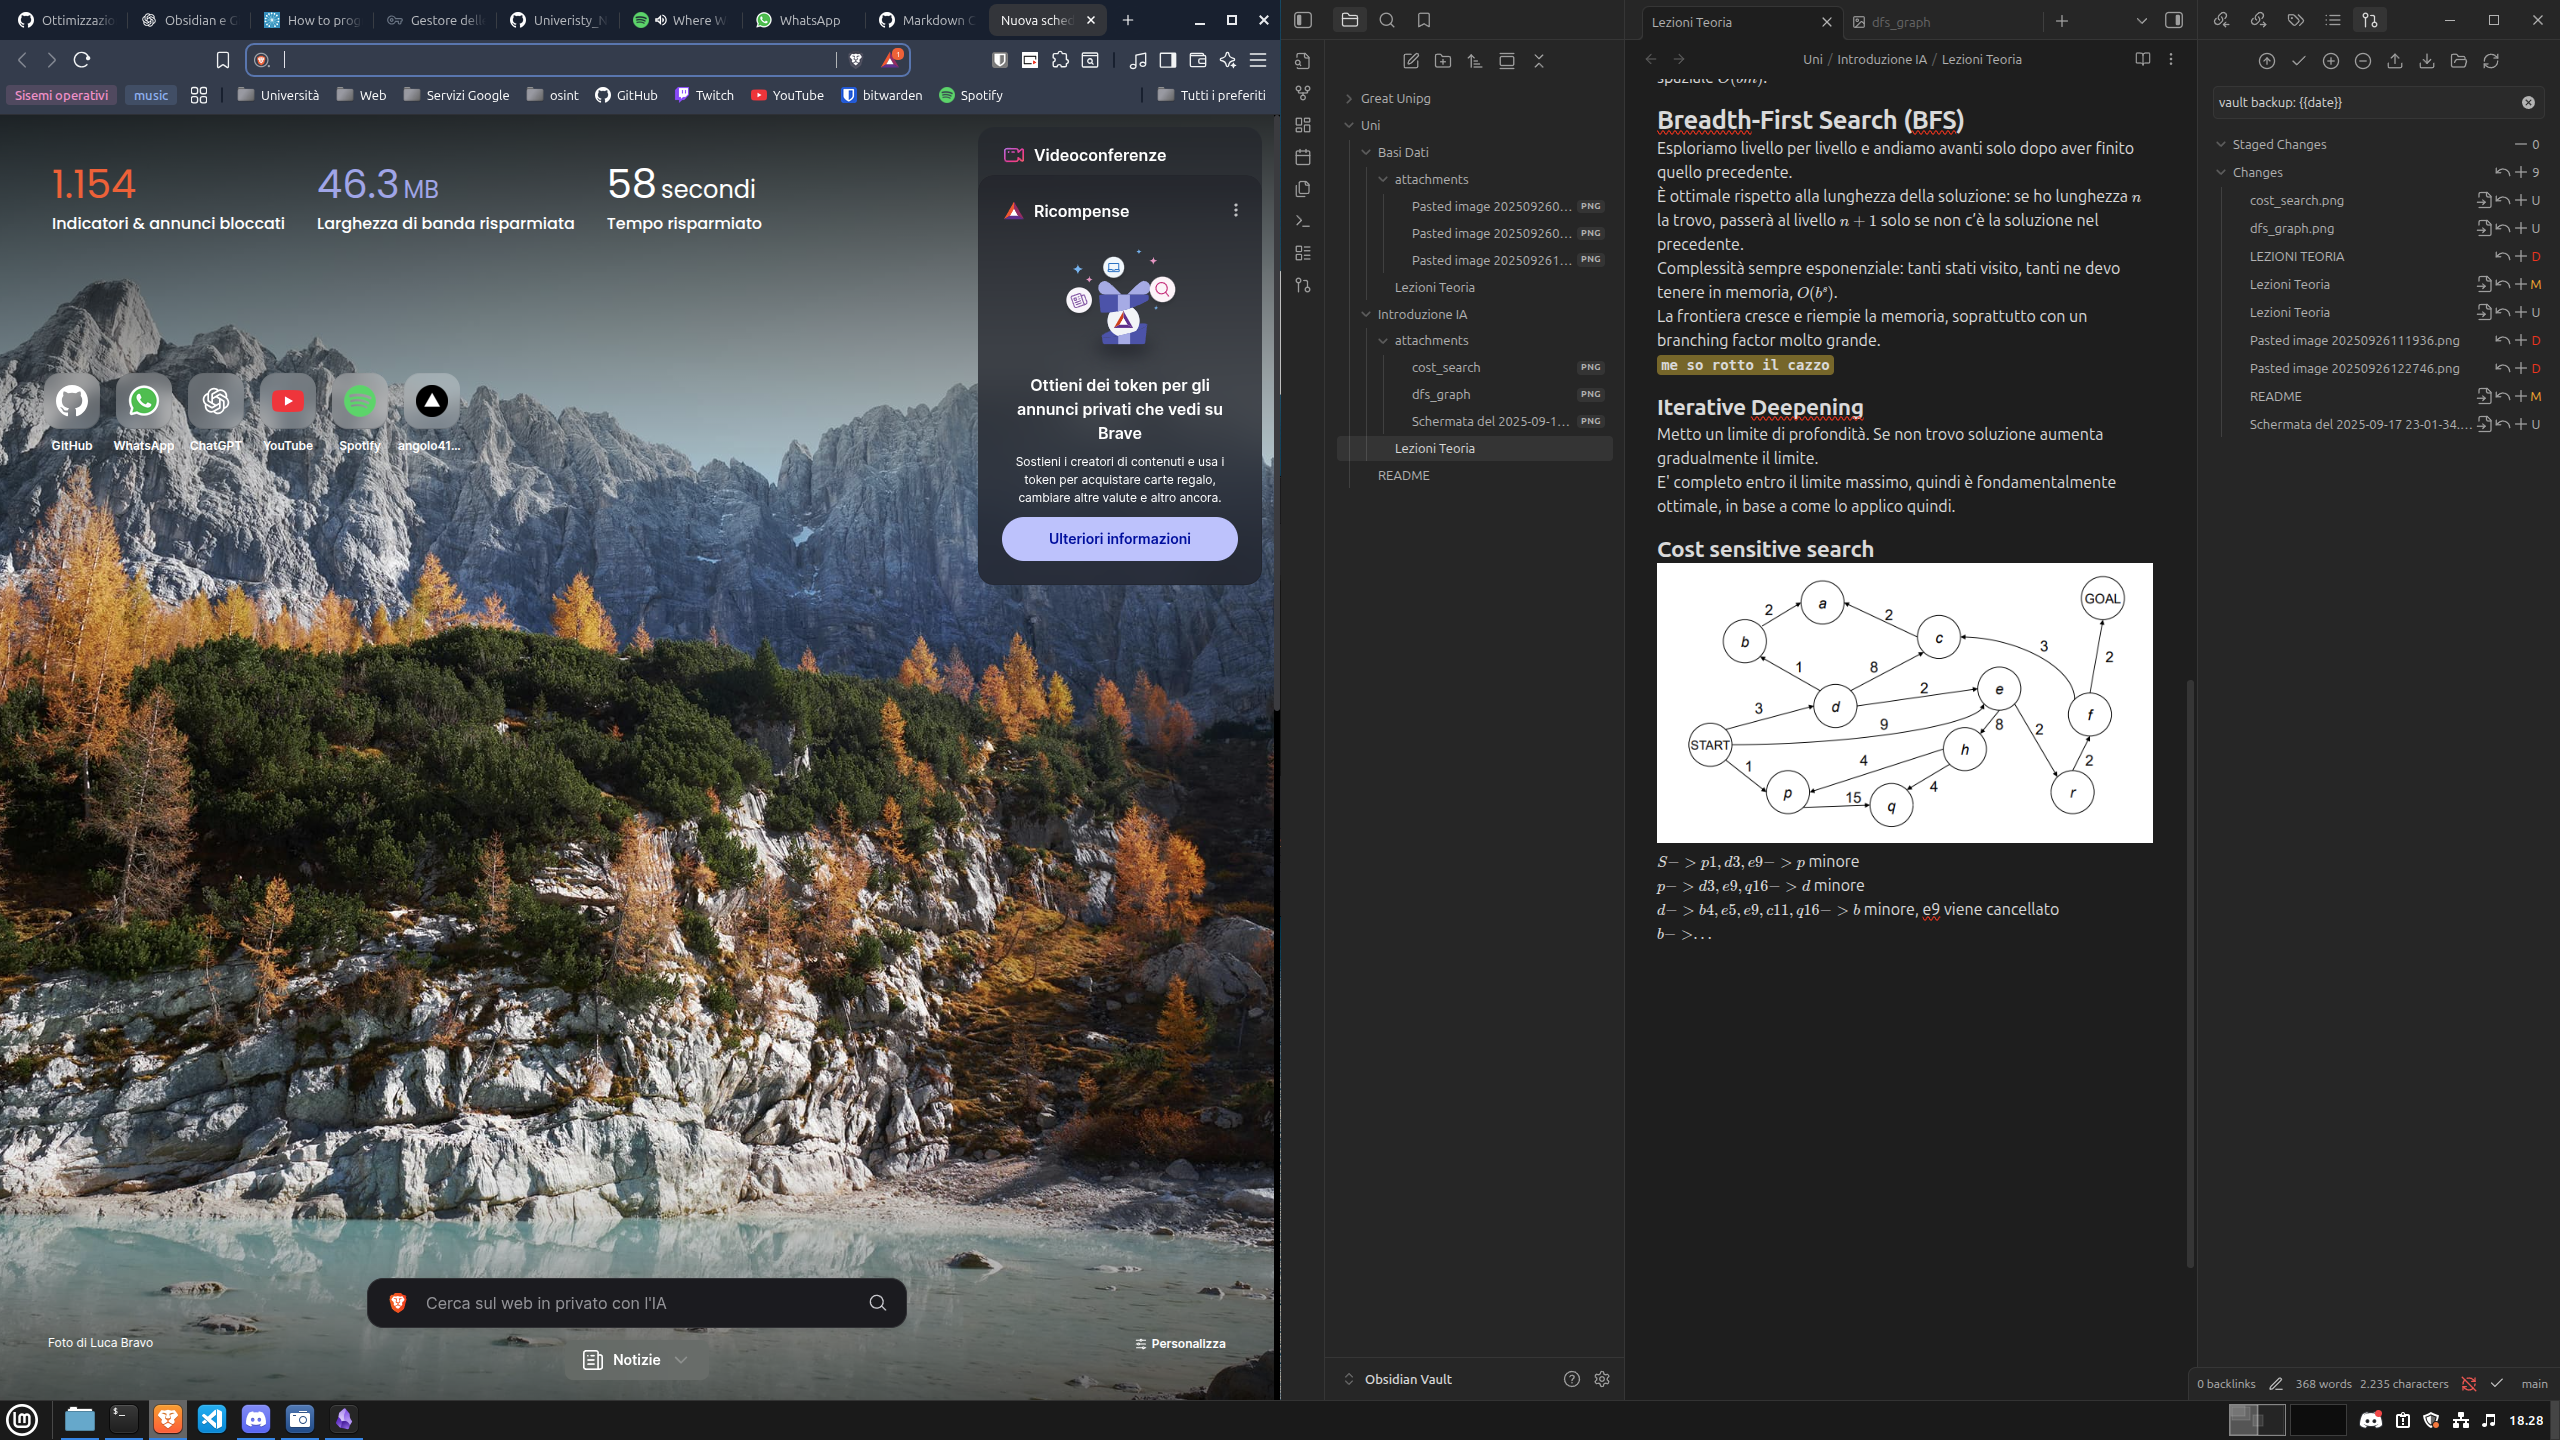 Ottimizzazio
Obsidian e G
How to prog
Gestore delle
Univeristy_N
Where W
WhatsApp
Markdown C
Nuova sched
Sisemi operativi
music
Università
Web
Servizi Google
osint
GitHub
Twitch
YouTube
bitwarden
Spotify
Tutti i preferiti
1.154
Indicatori & annunci bloccati
46.3 MB
Larghezza di banda risparmiata
58 secondi
Tempo risparmiato
Videoconferenze
Ricompense
Ottieni dei token per gli
annunci privati che vedi su
Brave
Sostieni i creatori di contenuti e usa i
token per acquistare carte regalo,
cambiare altre valute e altro ancora.
Ulteriori informazioni
GitHub
WhatsApp
ChatGPT
YouTube
Spotify
angolo41...
Cerca sul web in privato con l'IA
Foto di Luca Bravo
Personalizza
Notizie
Great Unipg
Uni
Basi Dati
attachments
Pasted image 202509260... PNG
Pasted image 202509260... PNG
Pasted image 202509261... PNG
Lezioni Teoria
Introduzione IA
attachments
cost_search PNG
dfs_graph PNG
Schermata del 2025-09-1... PNG
Lezioni Teoria
README
Obsidian Vault
Lezioni Teoria
dfs_graph
Uni / Introduzione IA / Lezioni Teoria
spaziale O(bm).
Breadth-First Search (BFS)
Esploriamo livello per livello e andiamo avanti solo dopo aver finito
quello precedente.
È ottimale rispetto alla lunghezza della soluzione: se ho lunghezza n
la trovo, passerà al livello n + 1 solo se non c'è la soluzione nel
precedente.
Complessità sempre esponenziale: tanti stati visito, tanti ne devo
tenere in memoria, O(b^s).
La frontiera cresce e riempie la memoria, soprattutto con un
branching factor molto grande.
me so rotto il cazzo
Iterative Deepening
Metto un limite di profondità. Se non trovo soluzione aumenta
gradualmente il limite.
E' completo entro il limite massimo, quindi è fondamentalmente
ottimale, in base a come lo applico quindi.
Cost sensitive search
GOAL
a
2
2
b
c
3
1
8
2
2
e
d
3
f
9
8
2
START
h
4
2
1
4
p
15
q
r
S− > p1, d3, e9− > p minore
p− > d3, e9, q16− > d minore
d− > b4, e5, e9, c11, q16− > b minore, e9 viene cancellato
b− >...
vault backup: {{date}}
Staged Changes 0
Changes 9
cost_search.png U
dfs_graph.png U
LEZIONI TEORIA D
Lezioni Teoria M
Lezioni Teoria U
Pasted image 20250926111936.png D
Pasted image 20250926122746.png D
README M
Schermata del 2025-09-17 23-01-34.... U
0 backlinks
368 words
2.235 characters
main
18.28